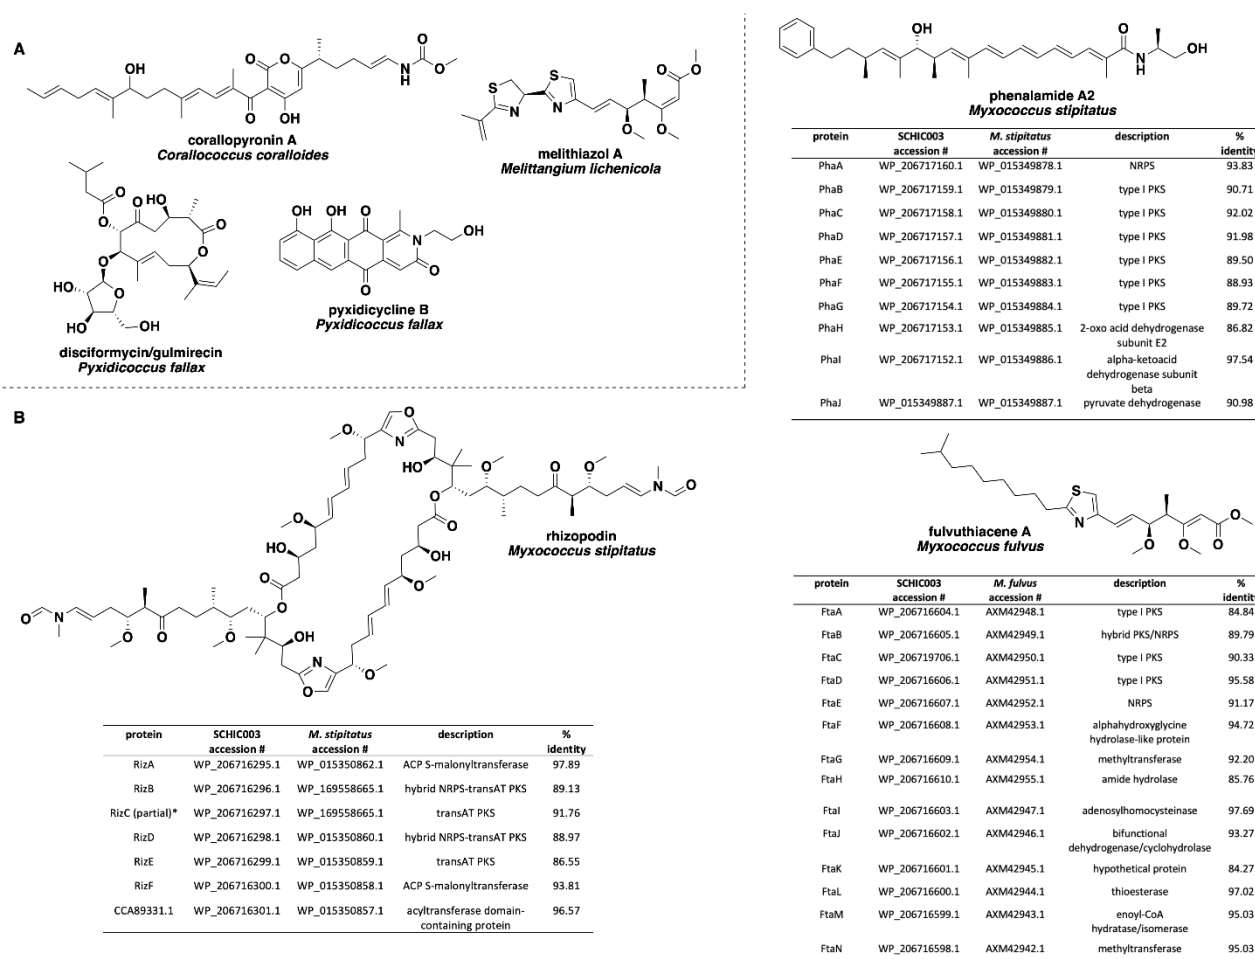 A
OH
O
O
O
OH
O
N
H
O
O
corallopyronin A
Corallococcus coralloides
S
N
S
N
O
O
O
O
melithiazol A
Melittangium lichenicola
O
O
O
HO
O
O
O
HO
O
HO
OH
disciformycin/gulmirecin
Pyxidicoccus fallax
OH
OH
O
N
OH
O
O
pyxidicycline B
Pyxidicoccus fallax
B
O
O
N
HO
O
O
O
O
N
O
O
O
HO
OH
O
rhizopodin
Myxococcus stipitatus
O
N
O
O
O
O
O
OH
N
O
O
protein SCHIC003 accession # M. stipitatus accession # description % identity
RizA WP_206716295.1 WP_015350862.1 ACP S-malonyltransferase 97.89
RizB WP_206716296.1 WP_169558665.1 hybrid NRPS-transAT PKS 89.13
RizC (partial)* WP_206716297.1 WP_169558665.1 transAT PKS 91.76
RizD WP_206716298.1 WP_015350860.1 hybrid NRPS-transAT PKS 88.97
RizE WP_206716299.1 WP_015350859.1 transAT PKS 86.55
RizF WP_206716300.1 WP_015350858.1 ACP S-malonyltransferase 93.81
CCA89331.1 WP_206716301.1 WP_015350857.1 acyltransferase domain-
containing protein 96.57
OH
O
N
H
OH
phenalamide A2
Myxococcus stipitatus
protein SCHIC003 accession # M. stipitatus accession # description % identity
PhaA WP_206717160.1 WP_015349878.1 NRPS 93.83
PhaB WP_206717159.1 WP_015349879.1 type I PKS 90.71
PhaC WP_206717158.1 WP_015349880.1 type I PKS 92.02
PhaD WP_206717157.1 WP_015349881.1 type I PKS 91.98
PhaE WP_206717156.1 WP_015349882.1 type I PKS 89.50
PhaF WP_206717155.1 WP_015349883.1 type I PKS 88.93
PhaG WP_206717154.1 WP_015349884.1 type I PKS 89.72
PhaH WP_206717153.1 WP_015349885.1 2-oxo acid dehydrogenase 86.82
subunit E2
PhaI WP_206717152.1 WP_015349886.1 alpha-ketoacid 97.54
dehydrogenase subunit
beta
PhaJ WP_015349887.1 WP_015349887.1 pyruvate dehydrogenase 90.98
S
N
O
O
O
O
fulvuthiacene A
Myxococcus fulvus
protein SCHIC003 accession # M. fulvus accession # description % identity
FtaA WP_206716604.1 AXM42948.1 type I PKS 84.84
FtaB WP_206716605.1 AXM42949.1 hybrid PKS/NRPS 89.79
FtaC WP_206719706.1 AXM42950.1 type I PKS 90.33
FtaD WP_206716606.1 AXM42951.1 type I PKS 95.58
FtaE WP_206716607.1 AXM42952.1 NRPS 91.17
FtaF WP_206716608.1 AXM42953.1 alphahydroxyglycine 94.72
hydrolase-like protein
FtaG WP_206716609.1 AXM42954.1 methyltransferase 92.20
FtaH WP_206716610.1 AXM42955.1 amide hydrolase 85.76
FtaI WP_206716603.1 AXM42947.1 adenosylhomocysteinase 97.69
FtaJ WP_206716602.1 AXM42946.1 bifunctional 93.27
dehydrogenase/cyclohydrolase
FtaK WP_206716601.1 AXM42945.1 hypothetical protein 84.27
FtaL WP_206716600.1 AXM42944.1 thioesterase 97.02
FtaM WP_206716599.1 AXM42943.1 enoyl-CoA 95.03
hydratase/isomerase
FtaN WP_206716598.1 AXM42942.1 methyltransferase 95.03